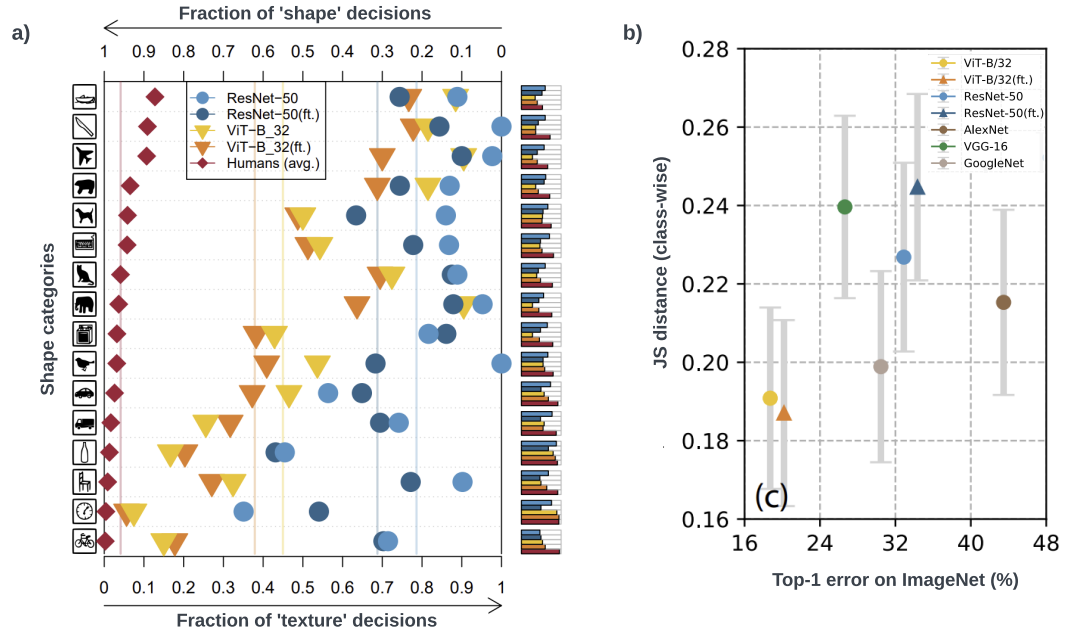 a)
Fraction of 'shape' decisions
1 0.9 0.8 0.7 0.6 0.5 0.4 0.3 0.2 0.1 0
ResNet−50
ResNet−50(ft.)
ViT−B_32
ViT−B_32(ft.)
Humans (avg.)
Shape categories
0 0.1 0.2 0.3 0.4 0.5 0.6 0.7 0.8 0.9 1
Fraction of 'texture' decisions
b)
0.28
0.26
0.24
0.22
0.20
0.18
0.16
JS distance (class-wise)
ViT-B/32
ViT-B/32(ft.)
ResNet-50
ResNet-50(ft.)
AlexNet
VGG-16
GoogleNet
(c)
16 24 32 40 48
Top-1 error on ImageNet (%)